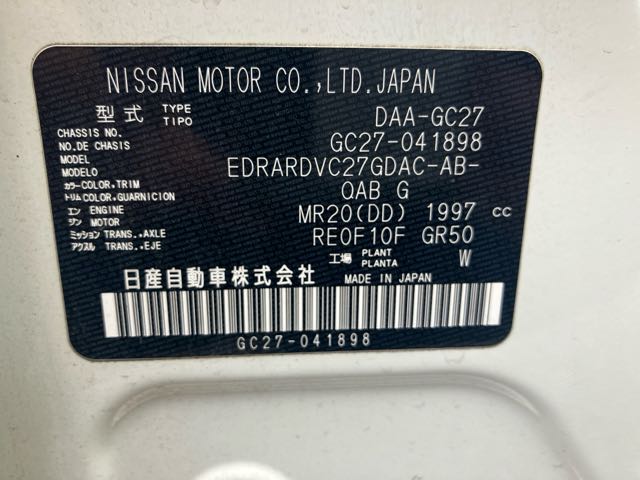 NISSAN MOTOR CO.,LTD.JAPAN
型式 TYPE TIPO DAA-GC27
CHASSIS NO.
NO.DE CHASIS GC27-041898
MODEL
MODELO EDRARDVC27GDAC-AB-
カラー COLOR,TRIM
トリム COLOR,GUARNICION QAB G
エン ENGINE
ジン MOTOR MR20(DD) 1997 cc
ミッション TRANS.,AXLE
アクスル TRANS.,EJE RE0F10F GR50
工場 PLANT PLANTA W
日産自動車株式会社 MADE IN JAPAN
GC27-041898